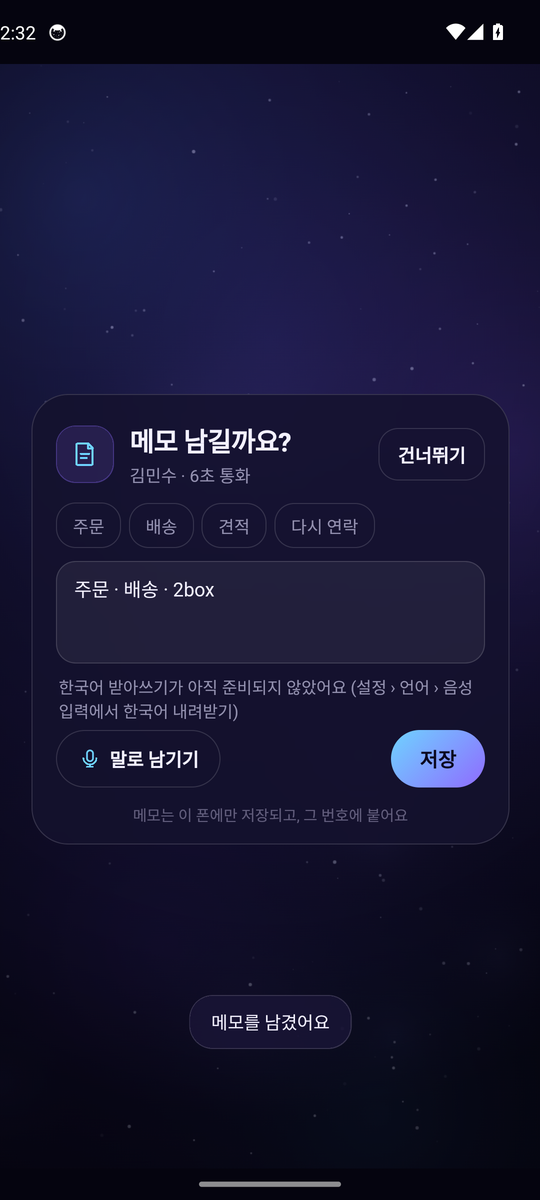 2:32
메모 남길까요?
김민수 · 6초 통화
건너뛰기
주문
배송
견적
다시 연락
주문 · 배송 · 2box
한국어 받아쓰기가 아직 준비되지 않았어요 (설정 › 언어 › 음성
입력에서 한국어 내려받기)
말로 남기기
저장
메모는 이 폰에만 저장되고, 그 번호에 붙어요
메모를 남겼어요